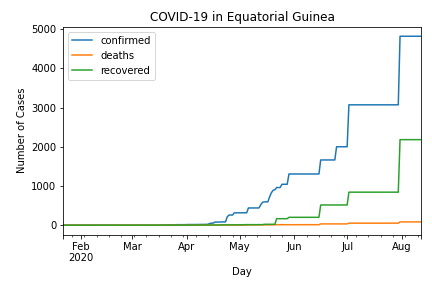 COVID-19 in Equatorial Guinea
confirmed
deaths
recovered
5000
4000
3000
2000
1000
0
Number of Cases
Feb
2020
Mar
Apr
May
Jun
Jul
Aug
Day